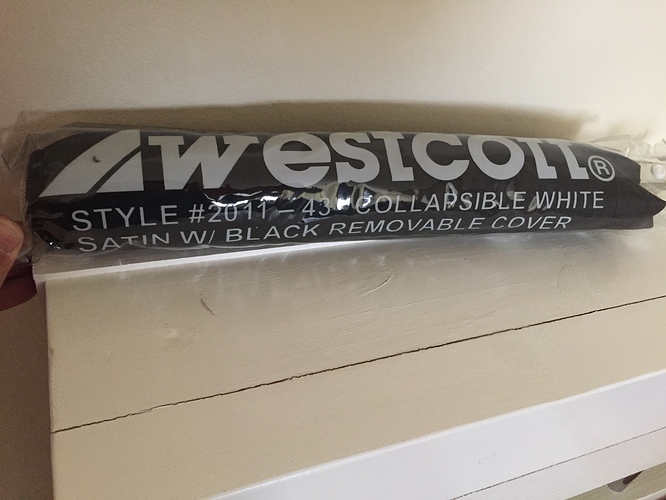 Westcott®
STYLE #2011 – 43" COLLAPSIBLE WHITE
SATIN W/ BLACK REMOVABLE COVER